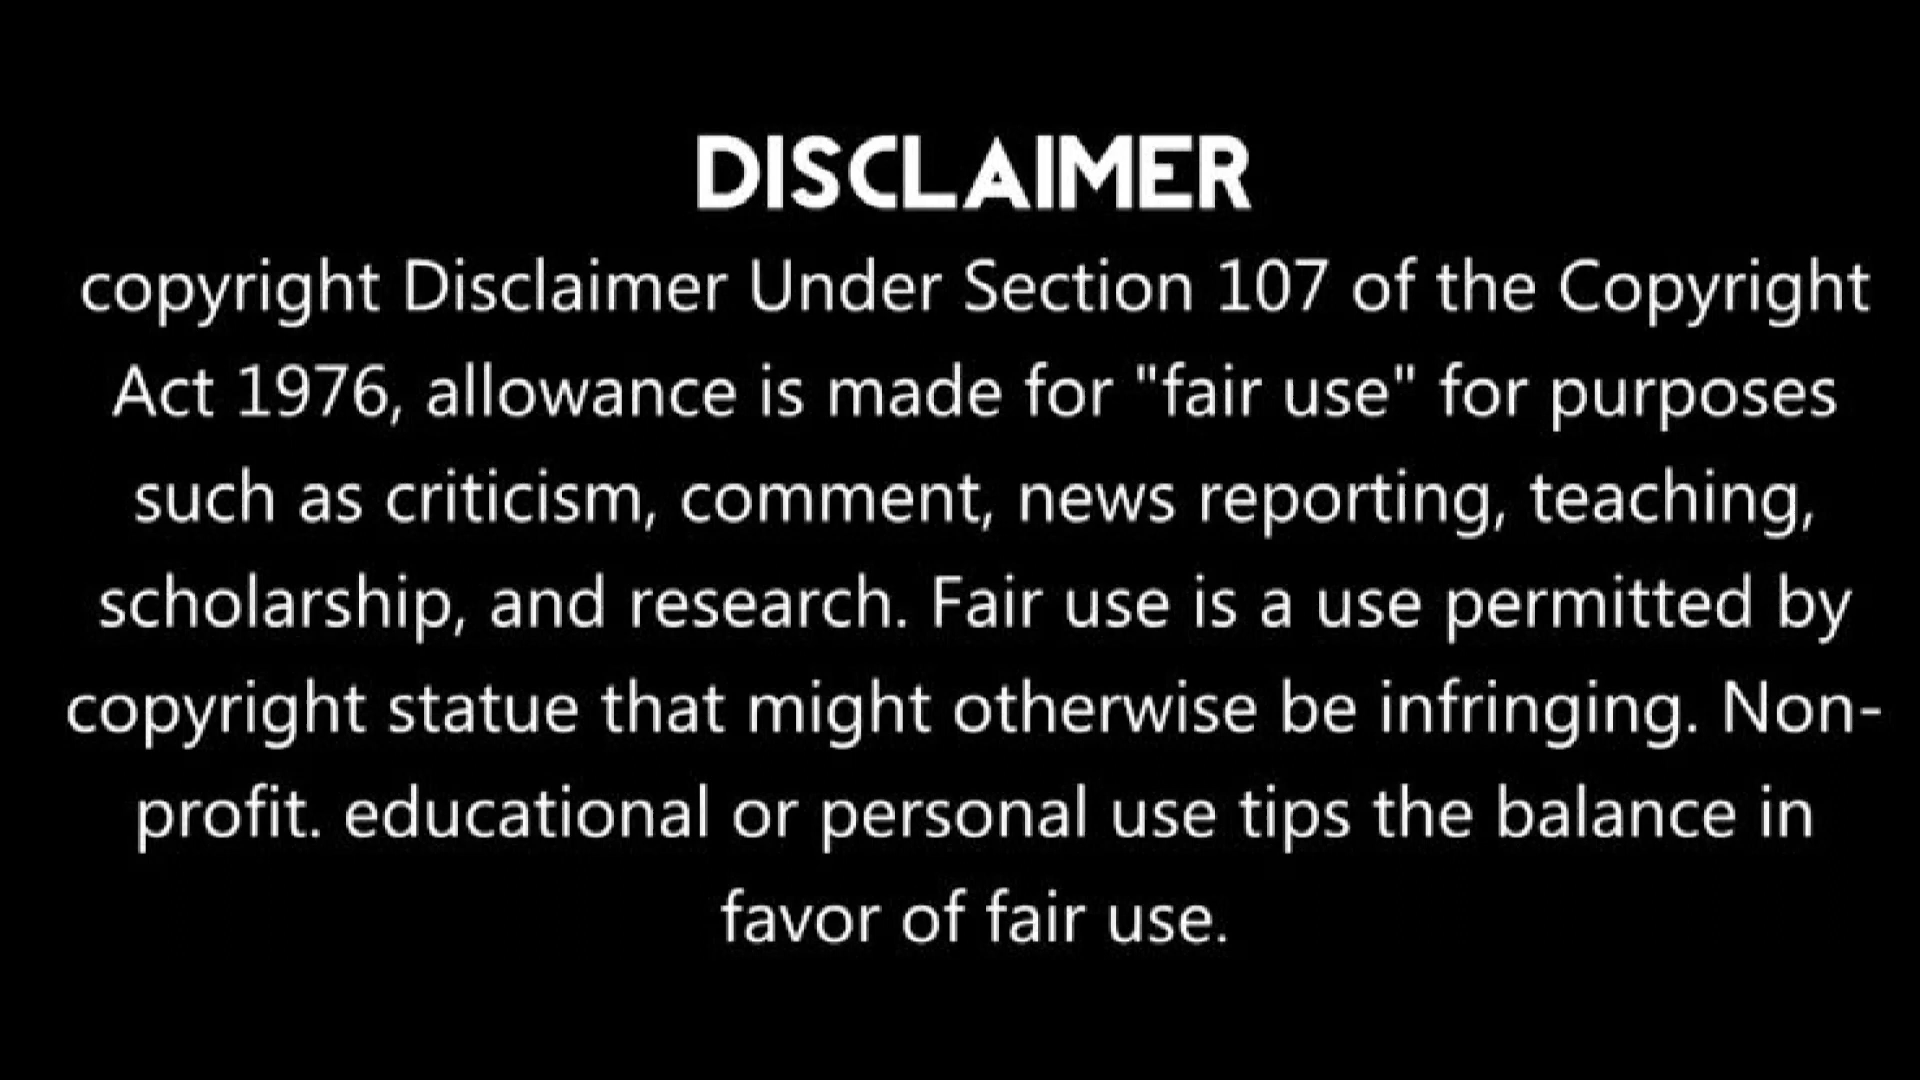 DISCLAIMER
copyright Disclaimer Under Section 107 of the Copyright
Act 1976, allowance is made for "fair use" for purposes
such as criticism, comment, news reporting, teaching,
scholarship, and research. Fair use is a use permitted by
copyright statue that might otherwise be infringing. Non-
profit. educational or personal use tips the balance in
favor of fair use.